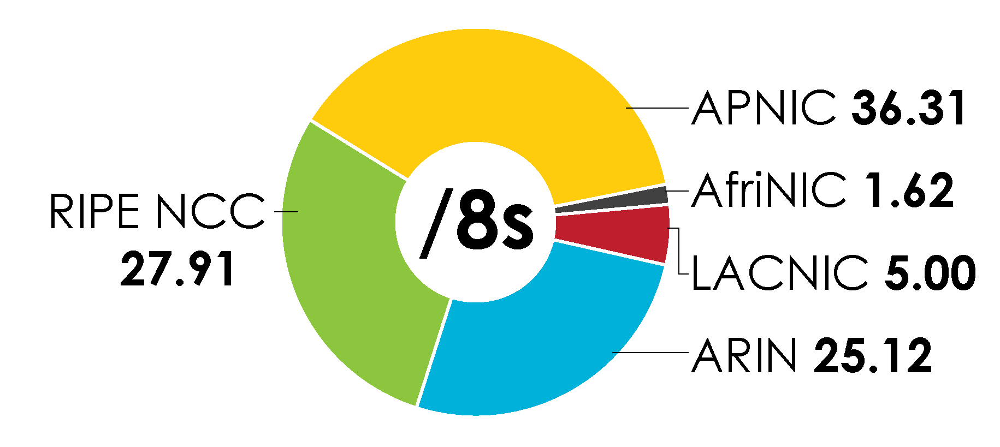 APNIC 36.31
AfriNIC 1.62
RIPE NCC
27.91
/8s
LACNIC 5.00
ARIN 25.12